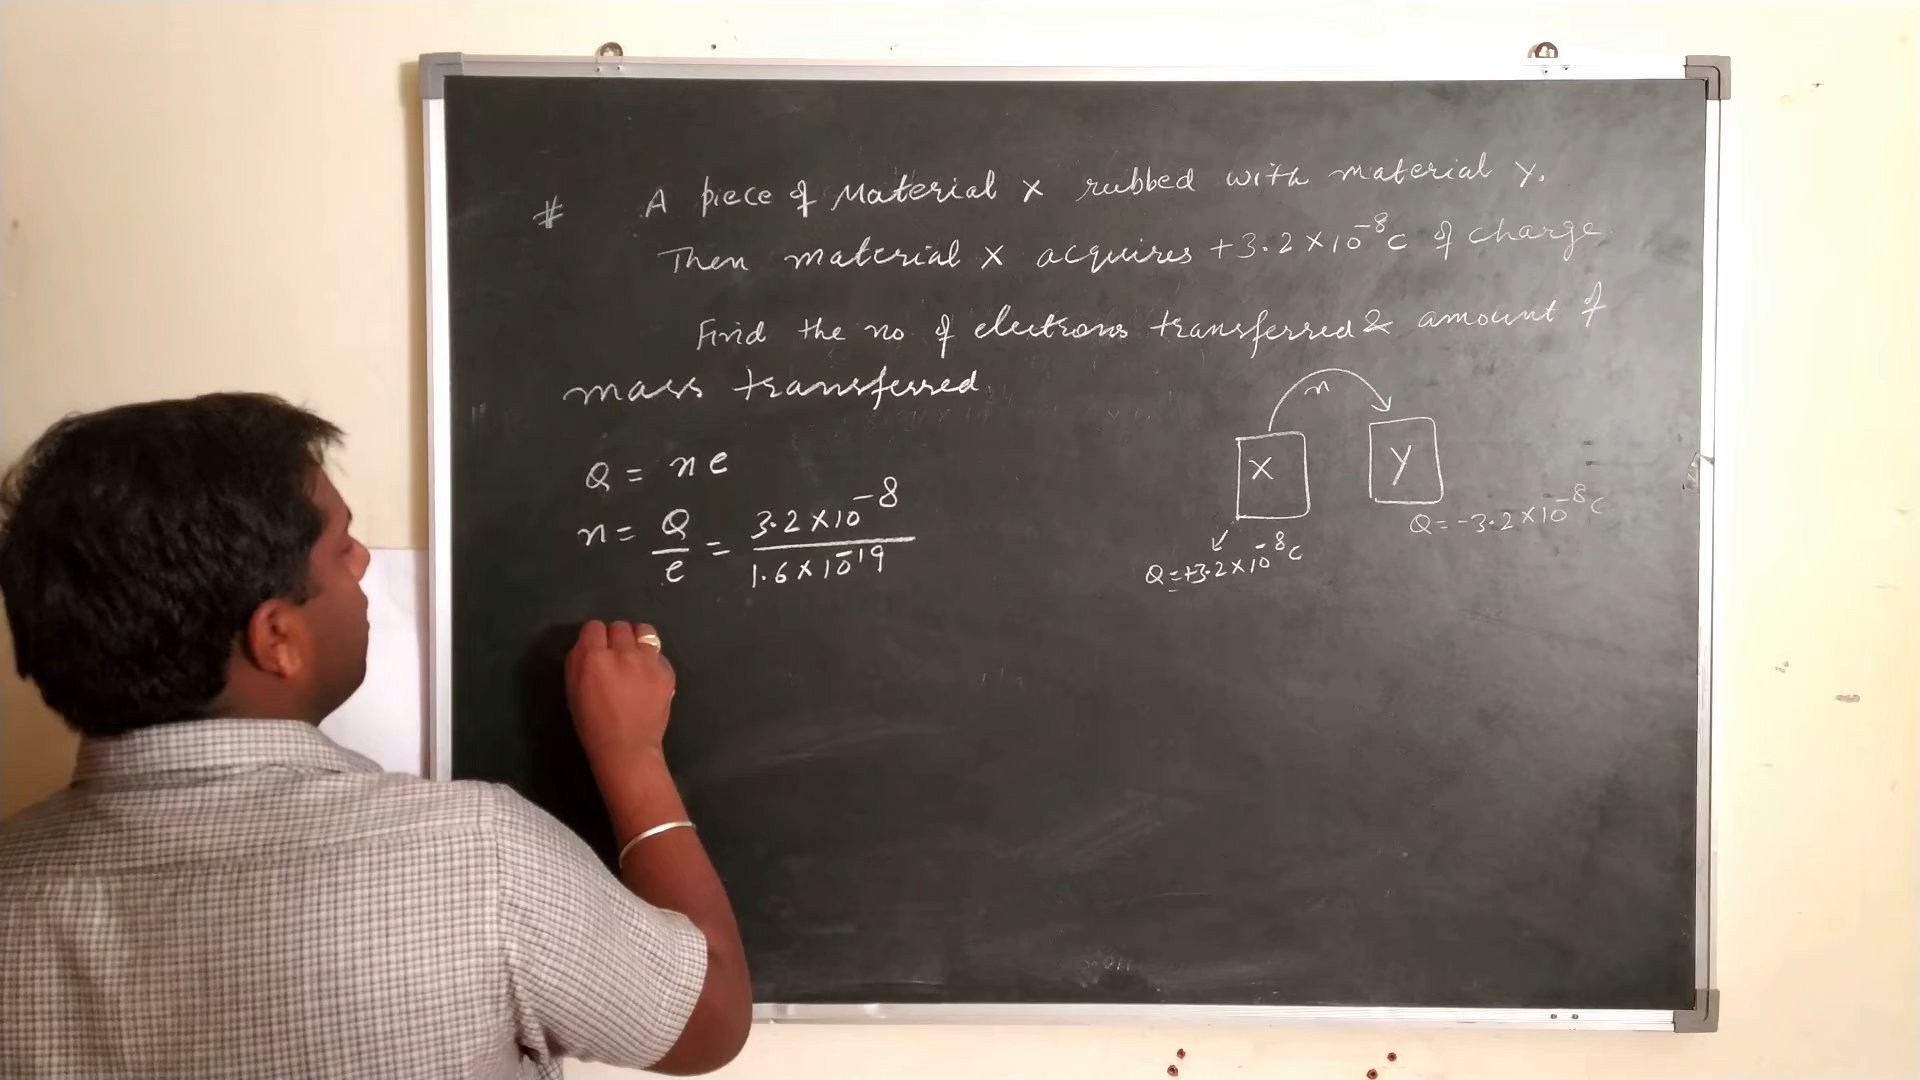 # A piece of Material X rubbed with material Y.
Then material X acquires +3.2×10⁻⁸C of charge
Find the no of electrons transferred & amount of
mass transferred
Q = ne
n = Q/e = 3.2×10⁻⁸/1.6×10⁻¹⁹
n
X
Y
Q=+3.2×10⁻⁸C
Q=-3.2×10⁻⁸C